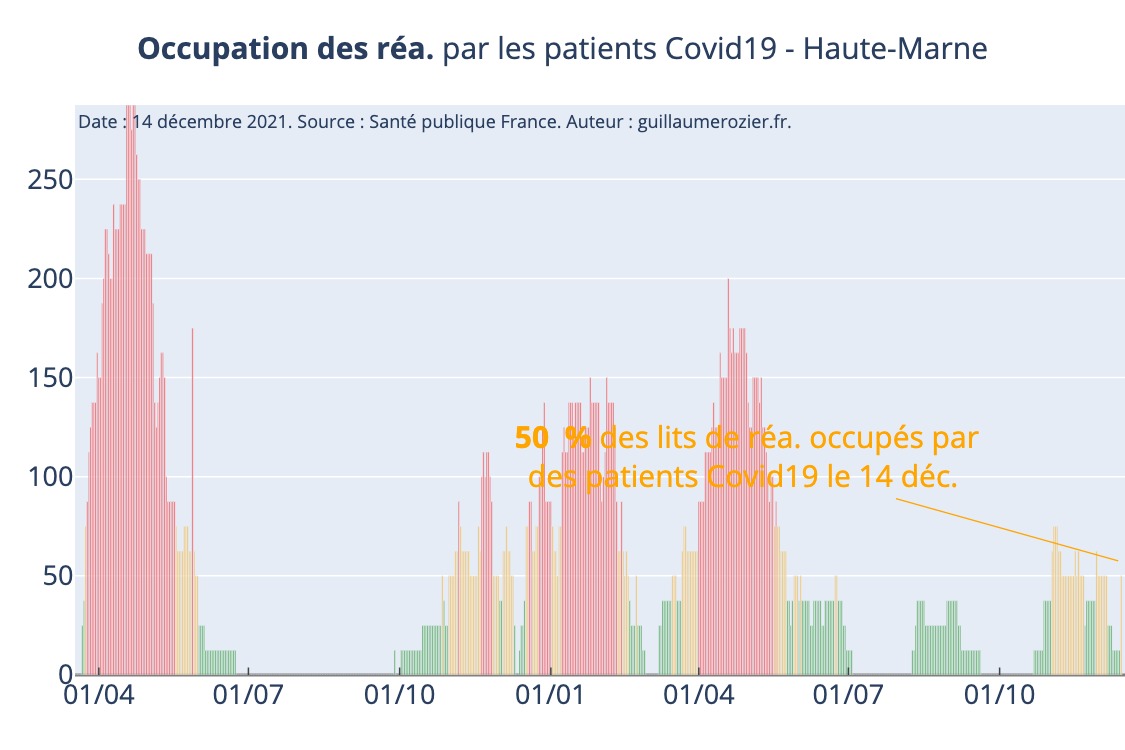 Occupation des réa. par les patients Covid19 - Haute-Marne
Date : 14 décembre 2021. Source : Santé publique France. Auteur : guillaumerozier.fr.
250
200
150
50 % des lits de réa. occupés par
des patients Covid19 le 14 déc.
100
50
0
01/04 01/07 01/10 01/01 01/04 01/07 01/10